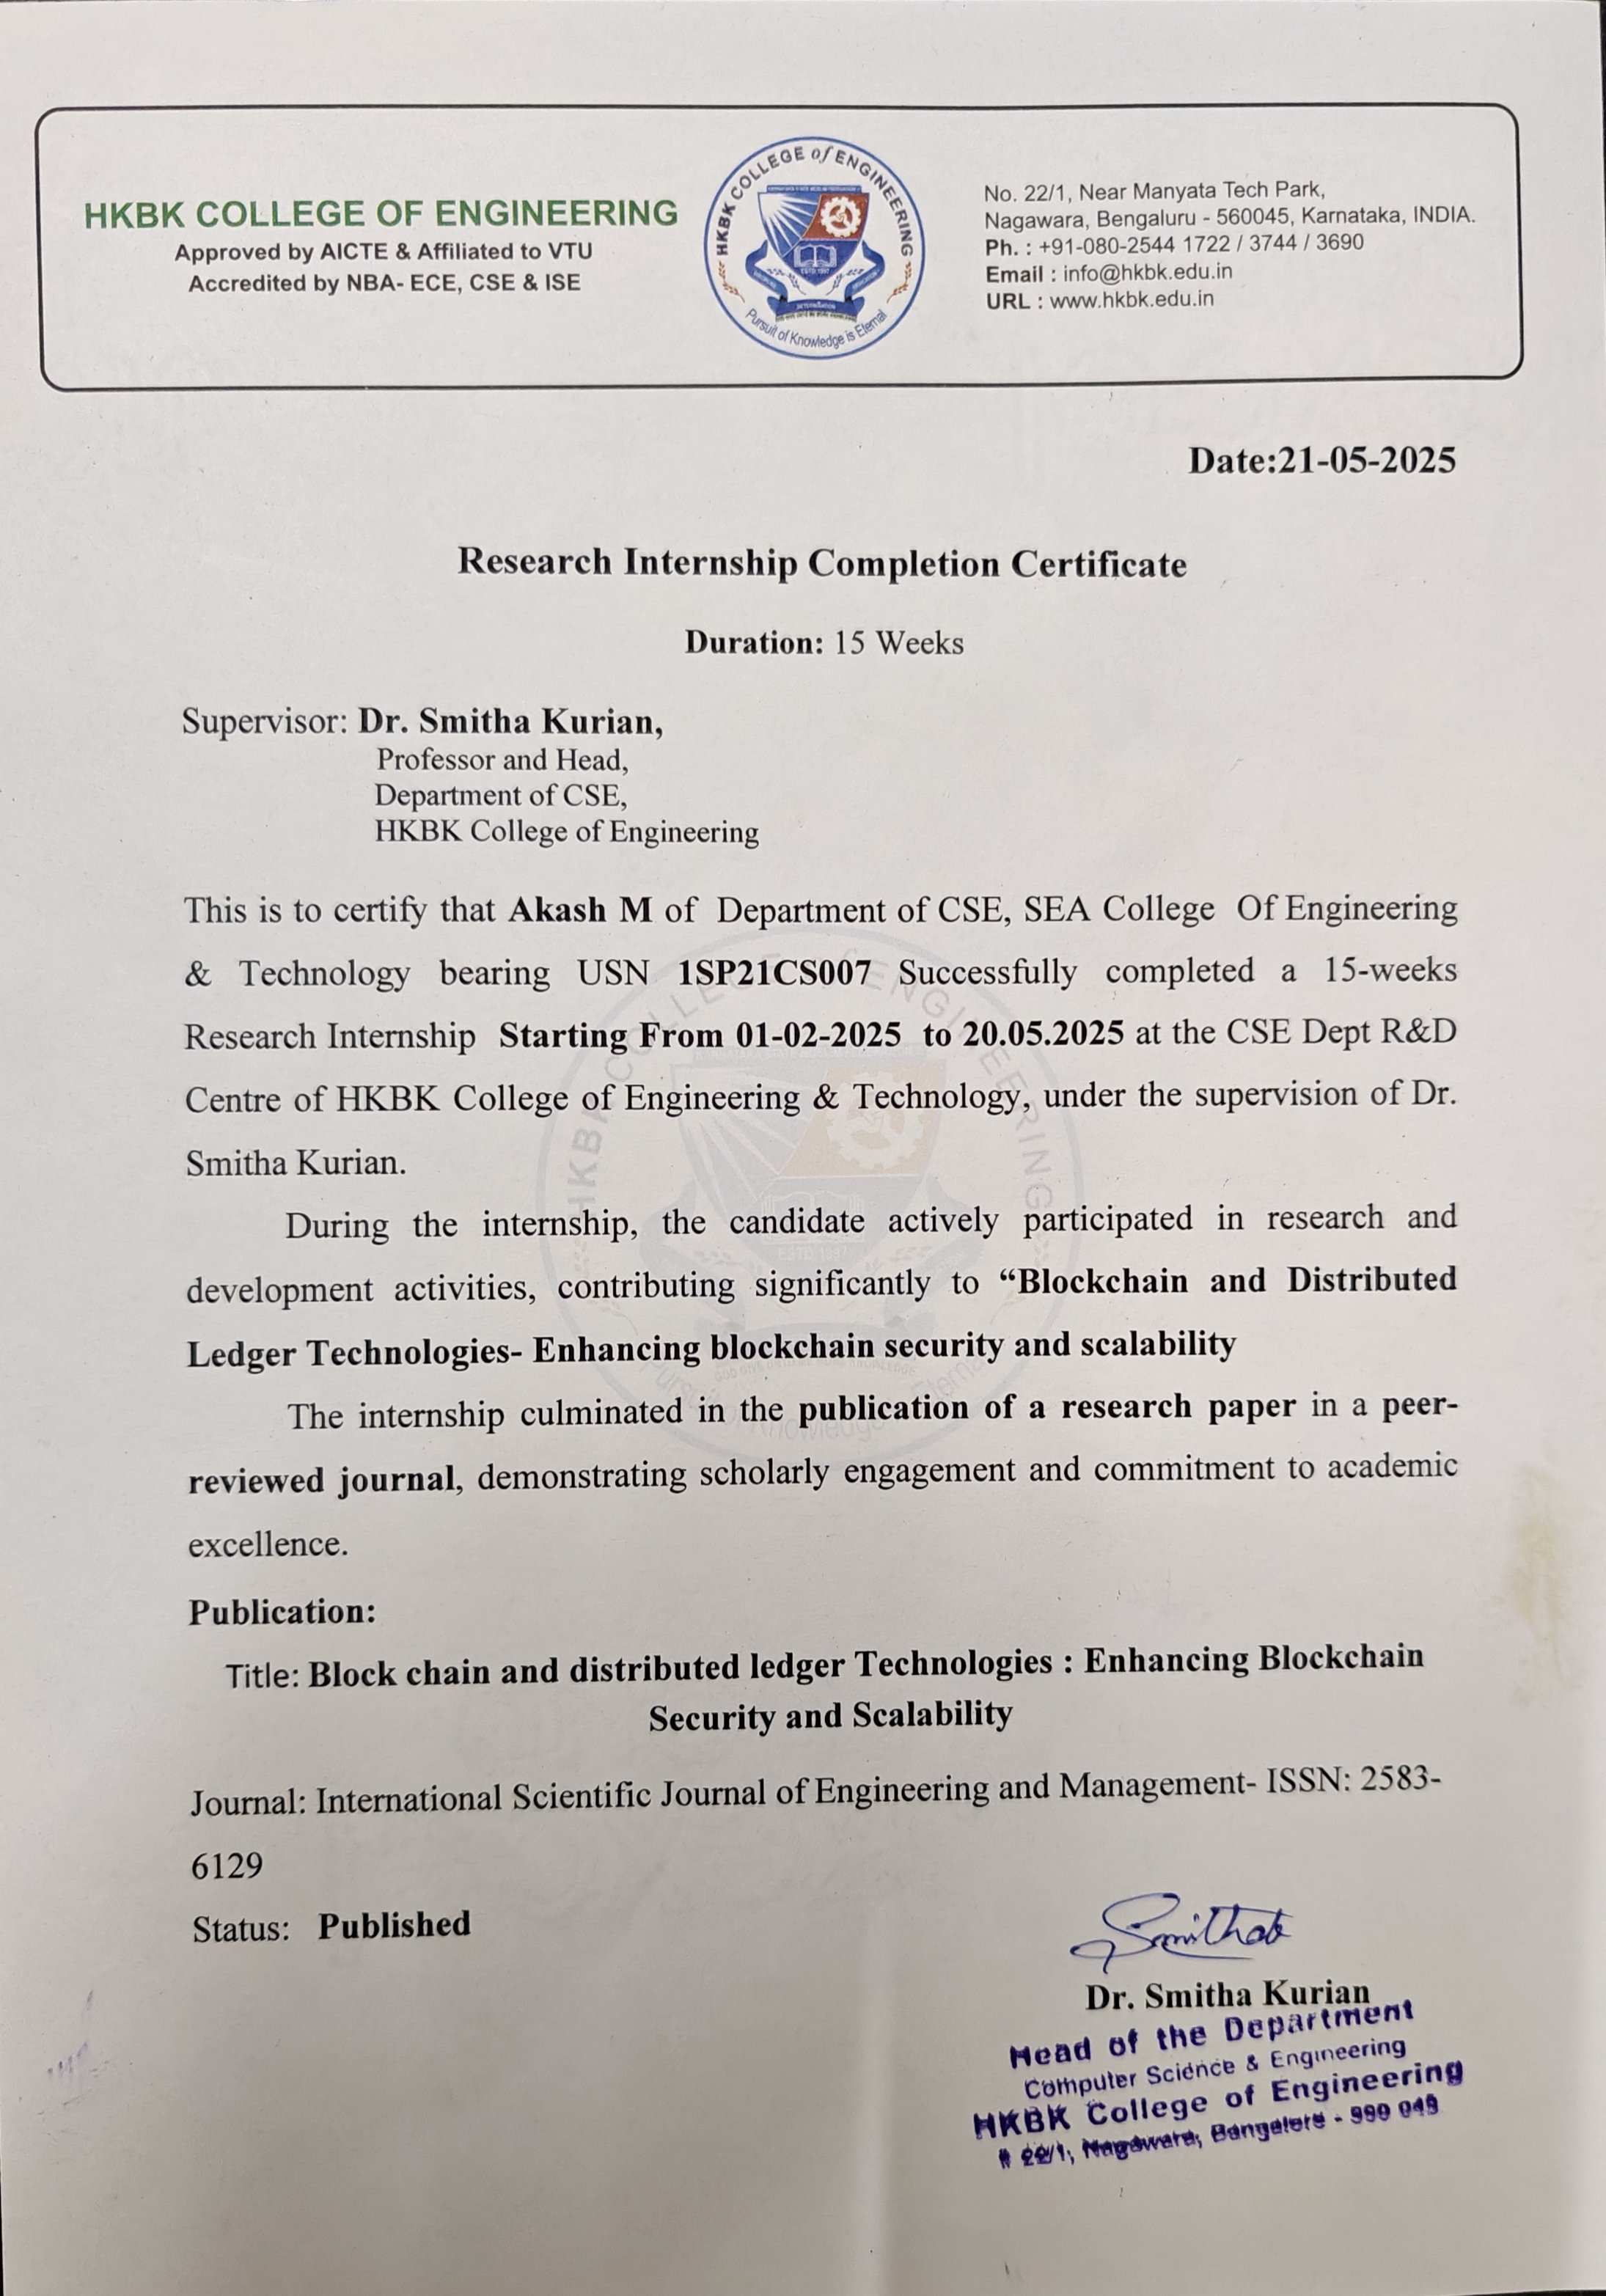 HKBK COLLEGE OF ENGINEERING
Approved by AICTE & Affiliated to VTU
Accredited by NBA- ECE, CSE & ISE
HKBK COLLEGE of ENGINEERING
ESTD 1997
Pursuit of Knowledge is Eternal
No. 22/1, Near Manyata Tech Park,
Nagawara, Bengaluru - 560045, Karnataka, INDIA.
Ph. : +91-080-2544 1722 / 3744 / 3690
Email : info@hkbk.edu.in
URL : www.hkbk.edu.in
Date:21-05-2025
Research Internship Completion Certificate
Duration: 15 Weeks
Supervisor: Dr. Smitha Kurian,
Professor and Head,
Department of CSE,
HKBK College of Engineering
This is to certify that Akash M of Department of CSE, SEA College Of Engineering
& Technology bearing USN 1SP21CS007 Successfully completed a 15-weeks
Research Internship Starting From 01-02-2025 to 20.05.2025 at the CSE Dept R&D
Centre of HKBK College of Engineering & Technology, under the supervision of Dr.
Smitha Kurian.
During the internship, the candidate actively participated in research and
development activities, contributing significantly to “Blockchain and Distributed
Ledger Technologies- Enhancing blockchain security and scalability
The internship culminated in the publication of a research paper in a peer-
reviewed journal, demonstrating scholarly engagement and commitment to academic
excellence.
Publication:
Title: Block chain and distributed ledger Technologies : Enhancing Blockchain
Security and Scalability
Journal: International Scientific Journal of Engineering and Management- ISSN: 2583-
6129
Status: Published
Dr. Smitha Kurian
Head of the Department
Computer Science & Engineering
HKBK College of Engineering
# 22/1, Nagawara, Bangalore -